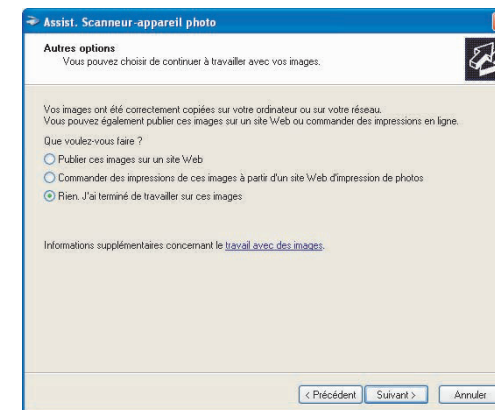 Assist. Scanneur-appareil photo
Autres options
Vous pouvez choisir de continuer à travailler avec vos images.
Vos images ont été correctement copiées sur votre ordinateur ou sur votre réseau.
Vous pouvez également publier ces images sur un site Web ou commander des impressions en ligne.
Que voulez-vous faire ?
Publier ces images sur un site Web
Commander des impressions de ces images à partir d'un site Web d'impression de photos
Rien. J'ai terminé de travailler sur ces images
Informations supplémentaires concernant le travail avec des images.
< Précédent Suivant > Annuler